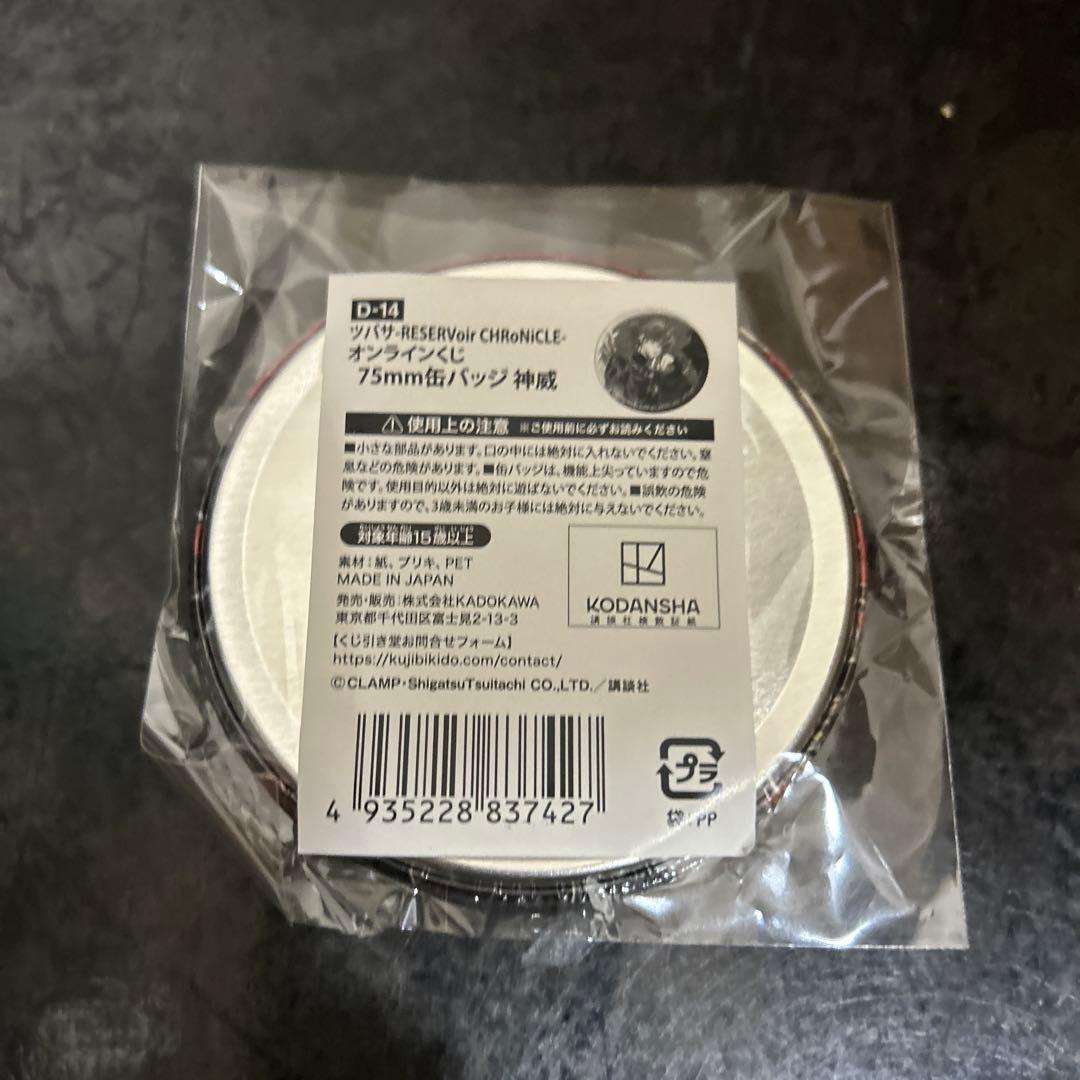 D-14
ツバサ-RESERVoir CHRoNiCLE-
オンラインくじ
75mm缶バッジ 神威
使用上の注意 ※ご使用前に必ずお読みください
■小さな部品があります。口の中には絶対に入れないでください。窒
息などの危険があります。■缶バッジは、機能上尖っていますので危
険です。使用目的以外は絶対に遊ばないでください。■誤飲の危険
がありますので、3歳未満のお子様には絶対に与えないでください。
対象年齢15歳以上
素材:紙、ブリキ、PET
MADE IN JAPAN
発売・販売:株式会社KADOKAWA
東京都千代田区富士見2-13-3
【くじ引き堂お問合せフォーム】
https://kujibikido.com/contact/
©CLAMP・ShigatsuTsuitachi CO.,LTD./講談社
KODANSHA
講談社検数証紙
4 935228 837427
プラ
袋:PP